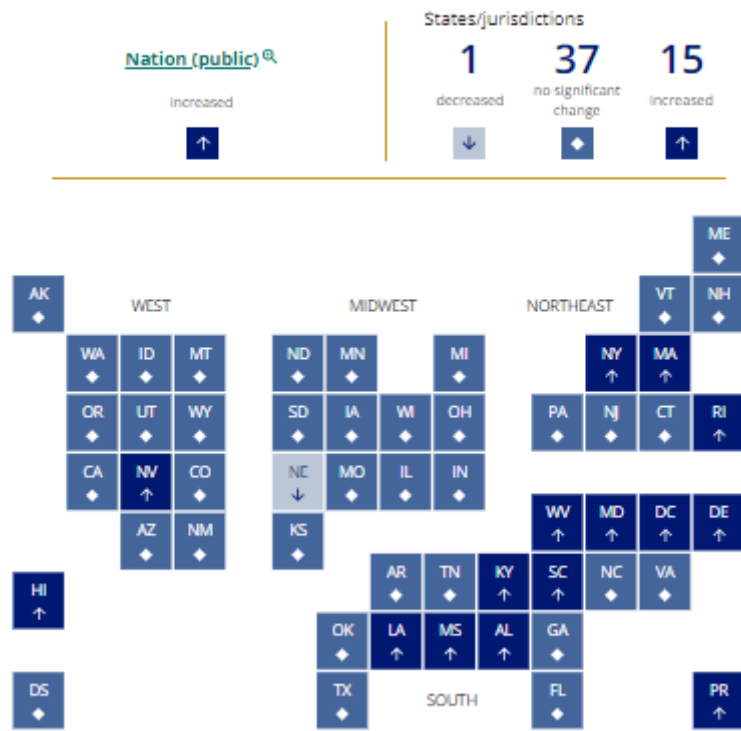 States/jurisdictions
Nation (public)
1 37 15
increased
decreased no significant change increased
ME
AK WEST MIDWEST NORTHEAST VT NH
WA ID MT ND MN MI NY MA
OR UT WY SD IA WI OH PA NJ CT RI
CA NV CO NE MO IL IN
AZ NM KS WV MD DC DE
HI AR TN KY SC NC VA
OK LA MS AL GA
DS TX SOUTH FL PR